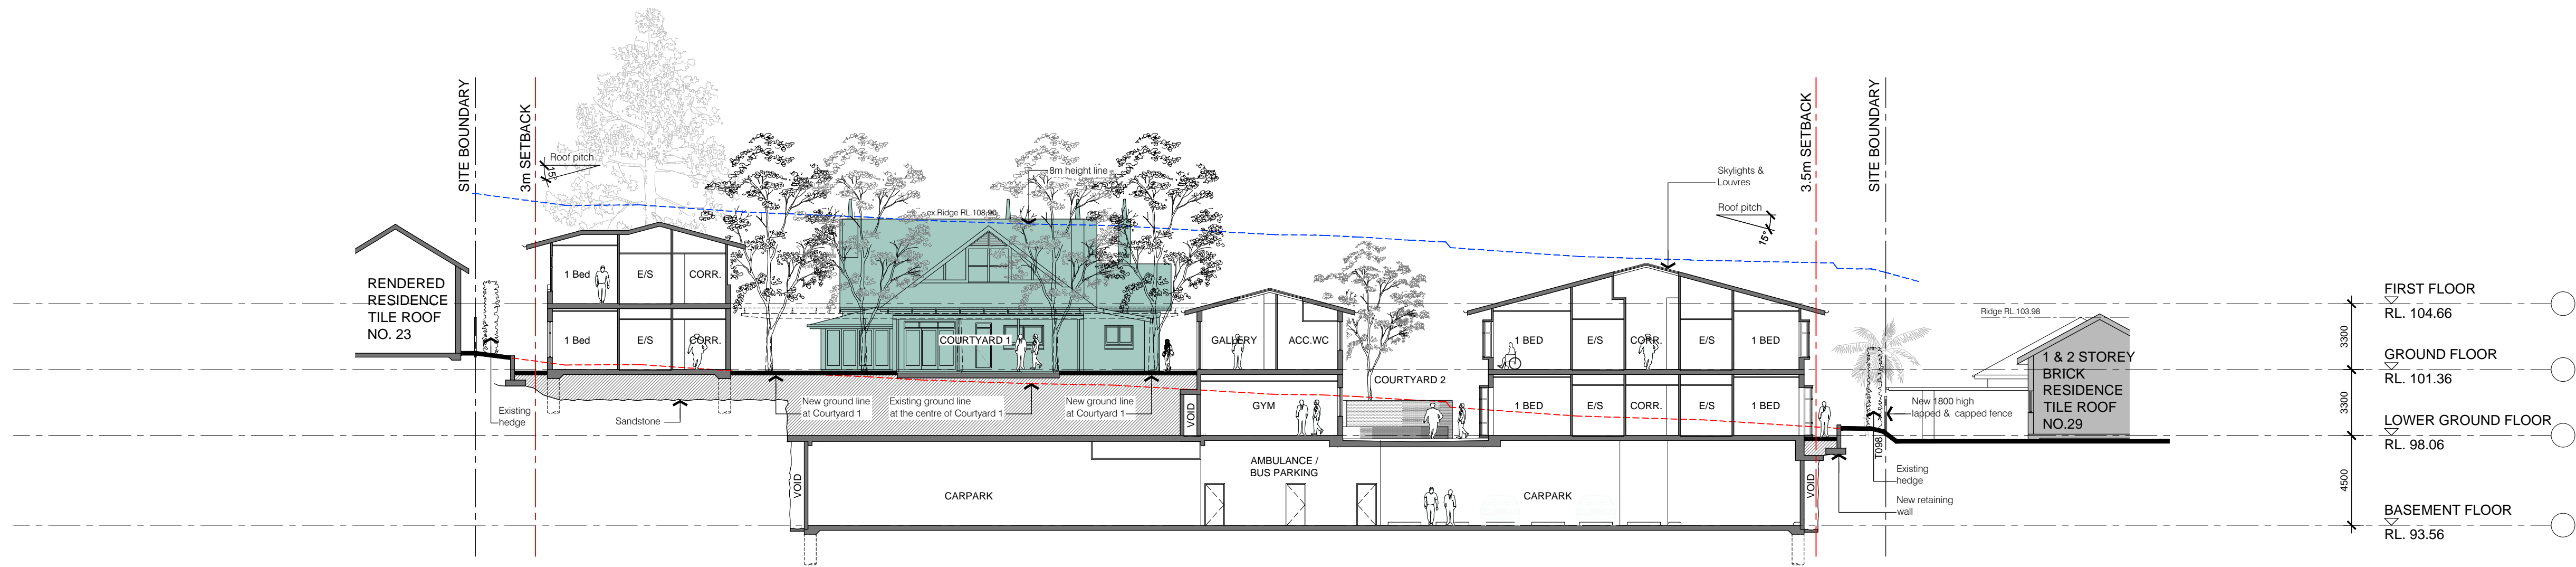 SITE BOUNDARY
3m SETBACK
Roof pitch
15°
8m height line
ex.Ridge RL.108.90
Skylights &
Louvres
Roof pitch
15°
3.5m SETBACK
SITE BOUNDARY
RENDERED
RESIDENCE
TILE ROOF
NO. 23
1 Bed
E/S
CORR.
1 Bed
E/S
CORR.
COURTYARD 1
GALLERY
ACC.WC
COURTYARD 2
GYM
VOID
1 BED
E/S
CORR.
E/S
1 BED
1 BED
E/S
CORR.
E/S
1 BED
Existing
hedge
Sandstone
New ground line
at Courtyard 1
Existing ground line
at the centre of Courtyard 1
New ground line
at Courtyard 1
VOID
CARPARK
AMBULANCE /
BUS PARKING
CARPARK
VOID
T098
New 1800 high
lapped & capped fence
Existing
hedge
New retaining
wall
Ridge RL.103.98
1 & 2 STOREY
BRICK
RESIDENCE
TILE ROOF
NO.29
3300
3300
4500
FIRST FLOOR
RL. 104.66
GROUND FLOOR
RL. 101.36
LOWER GROUND FLOOR
RL. 98.06
BASEMENT FLOOR
RL. 93.56